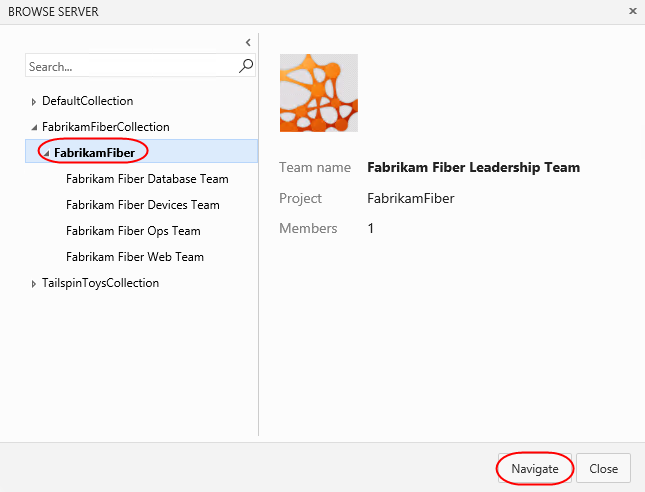 BROWSE SERVER
Search...
DefaultCollection
FabrikamFiberCollection
FabrikamFiber
Fabrikam Fiber Database Team
Fabrikam Fiber Devices Team
Fabrikam Fiber Ops Team
Fabrikam Fiber Web Team
TailspinToysCollection
Team name Fabrikam Fiber Leadership Team
Project FabrikamFiber
Members 1
Navigate Close